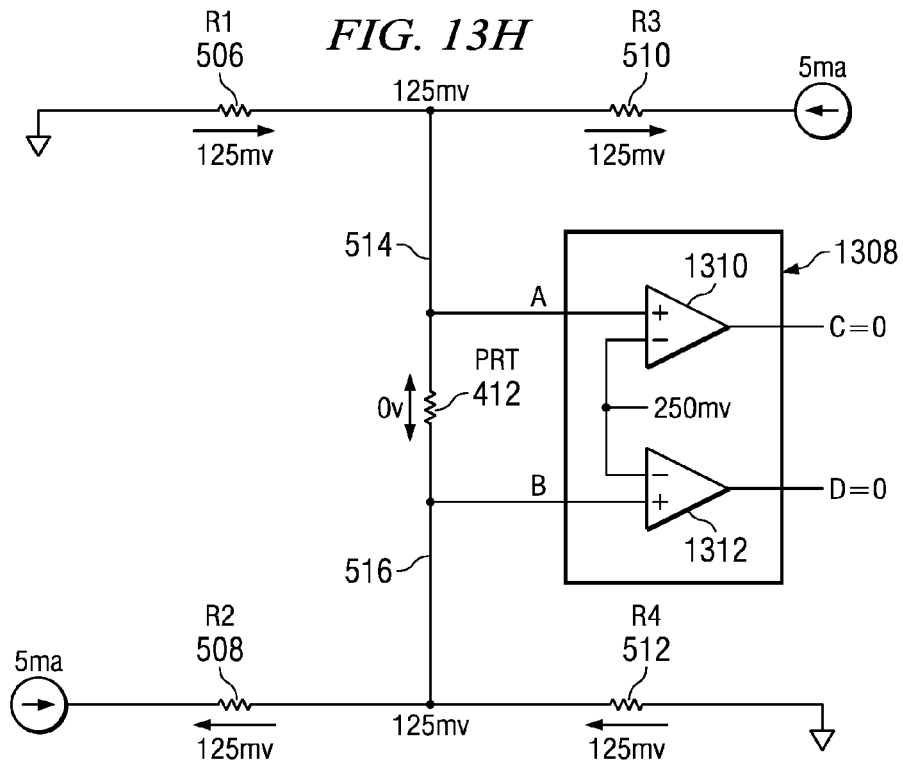 FIG. 13H
R1
506
R3
510
5ma
125mv
125mv
125mv
514
1308
1310
A
+
−
C=0
PRT
412
0v
250mv
B
−
+
D=0
1312
516
R2
508
R4
512
5ma
125mv
125mv
125mv